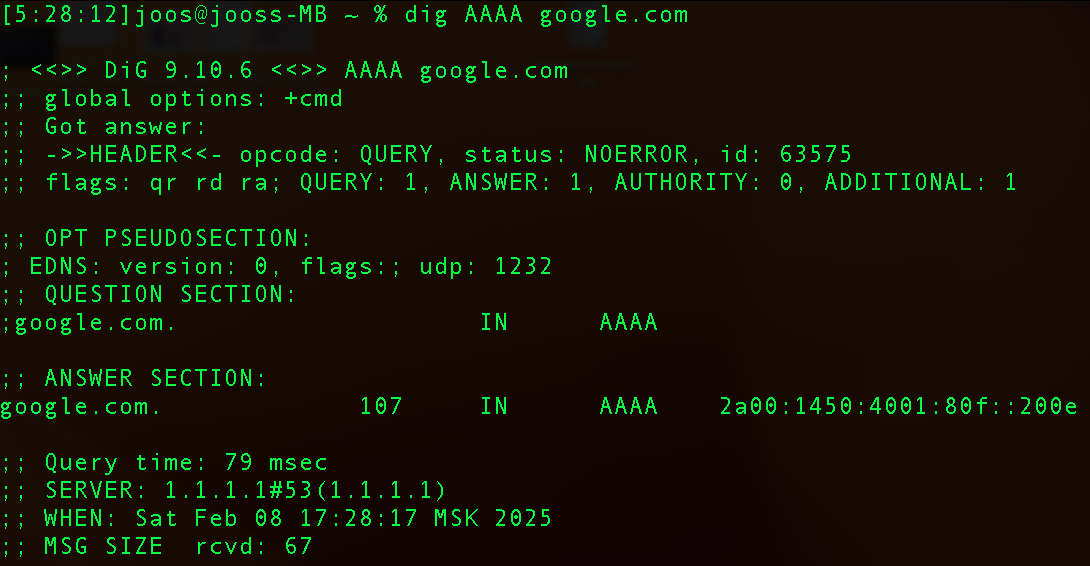 [5:28:12]joos@jooss-MB ~ % dig AAAA google.com
; <<>> DiG 9.10.6 <<>> AAAA google.com
;; global options: +cmd
;; Got answer:
;; ->>HEADER<<- opcode: QUERY, status: NOERROR, id: 63575
;; flags: qr rd ra; QUERY: 1, ANSWER: 1, AUTHORITY: 0, ADDITIONAL: 1
;; OPT PSEUDOSECTION:
; EDNS: version: 0, flags:; udp: 1232
;; QUESTION SECTION:
;google.com. IN AAAA
;; ANSWER SECTION:
google.com. 107 IN AAAA 2a00:1450:4001:80f::200e
;; Query time: 79 msec
;; SERVER: 1.1.1.1#53(1.1.1.1)
;; WHEN: Sat Feb 08 17:28:17 MSK 2025
;; MSG SIZE  rcvd: 67